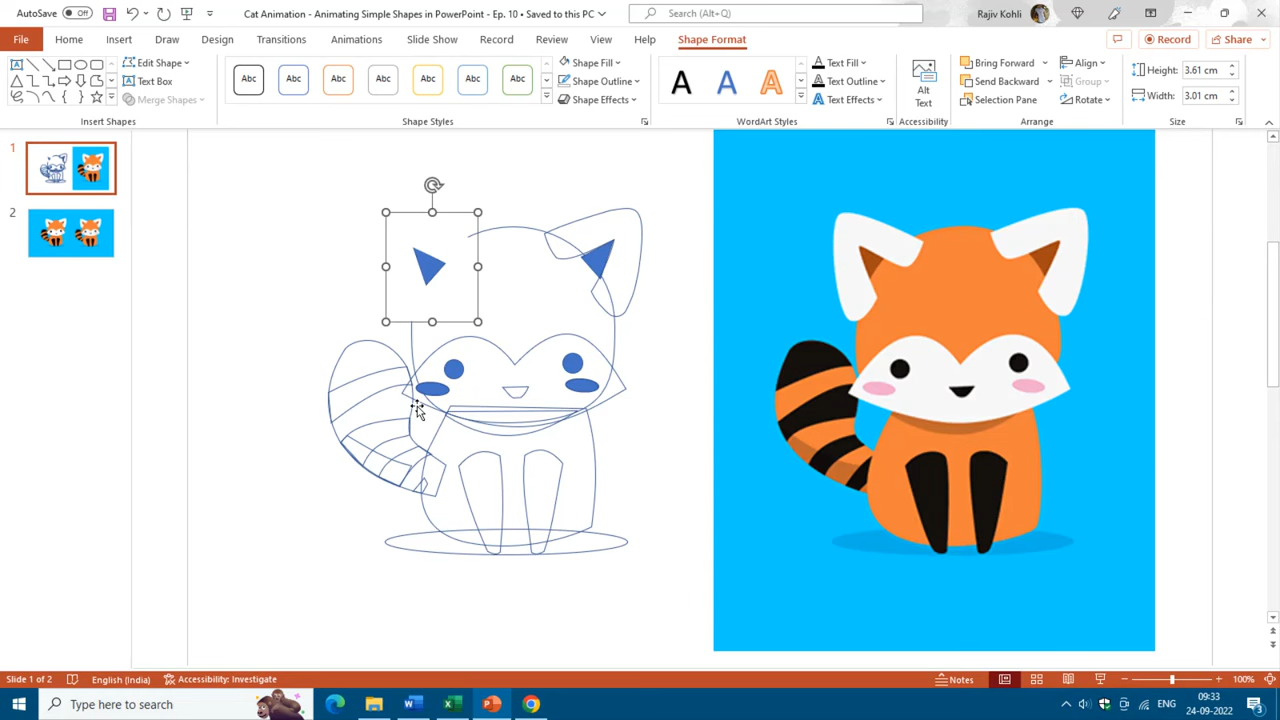 AutoSave Off Cat Animation - Animating Simple Shapes in PowerPoint - Ep. 10 • Saved to this PC Search (Alt+Q) Rajiv Kohli
File Home Insert Draw Design Transitions Animations Slide Show Record Review View Help Shape Format Record Share
Edit Shape Text Box Merge Shapes
Insert Shapes
Abc Abc Abc Abc Abc Abc Abc
Shape Fill Shape Outline Shape Effects
Shape Styles
A A A
Text Fill Text Outline Text Effects
WordArt Styles
Alt Text
Accessibility
Bring Forward Send Backward Selection Pane Align Group Rotate
Arrange
Height: 3.61 cm
Width: 3.01 cm
Size
1
2
Slide 1 of 2 English (India) Accessibility: Investigate Notes 100%
Type here to search ENG 09:33
24-09-2022 3